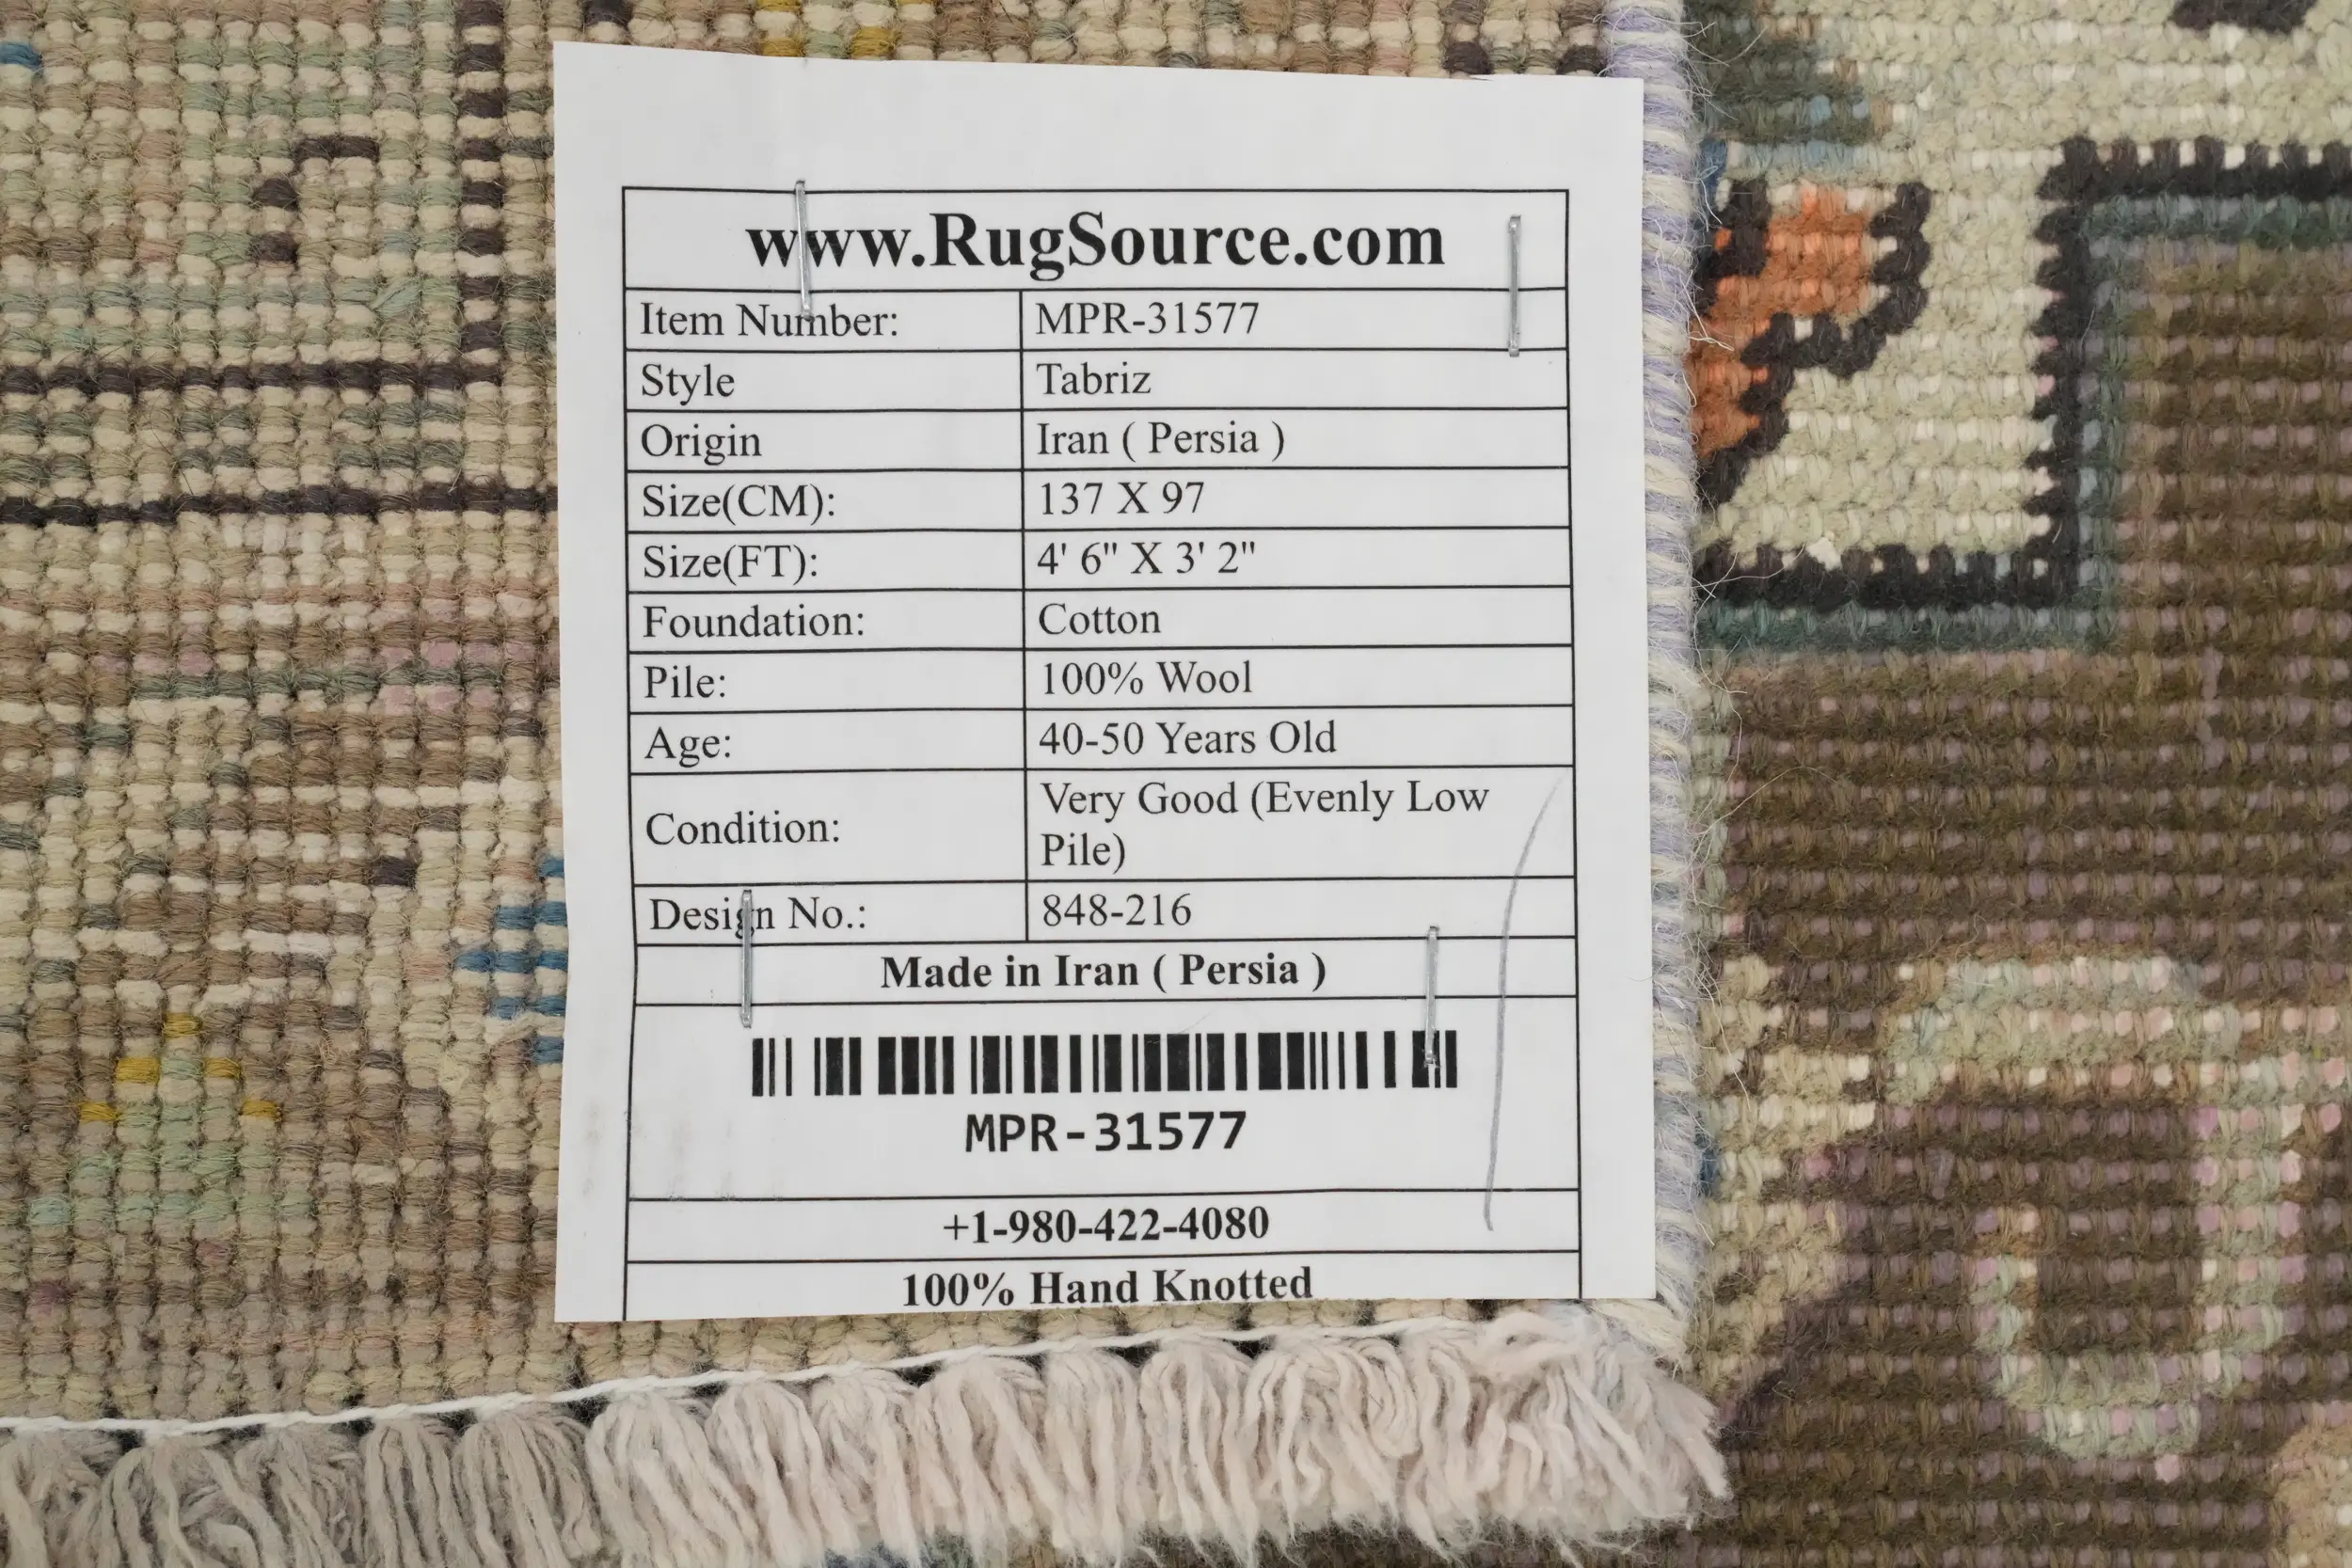 www.RugSource.com
Item Number: MPR-31577
Style Tabriz
Origin Iran ( Persia )
Size(CM): 137 X 97
Size(FT): 4' 6" X 3' 2"
Foundation: Cotton
Pile: 100% Wool
Age: 40-50 Years Old
Condition: Very Good (Evenly Low
Pile)
Design No.: 848-216
Made in Iran ( Persia )
MPR-31577
+1-980-422-4080
100% Hand Knotted